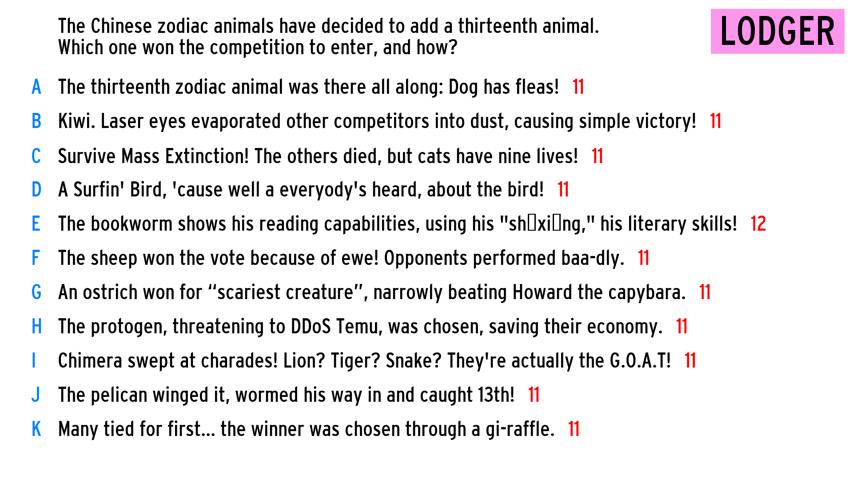 The Chinese zodiac animals have decided to add a thirteenth animal.
Which one won the competition to enter, and how?
LODGER
A The thirteenth zodiac animal was there all along: Dog has fleas! 11
B Kiwi. Laser eyes evaporated other competitors into dust, causing simple victory! 11
C Survive Mass Extinction! The others died, but cats have nine lives! 11
D A Surfin' Bird, 'cause well a everyody's heard, about the bird! 11
E The bookworm shows his reading capabilities, using his "sh▯xi▯ng," his literary skills! 12
F The sheep won the vote because of ewe! Opponents performed baa-dly. 11
G An ostrich won for “scariest creature”, narrowly beating Howard the capybara. 11
H The protogen, threatening to DDoS Temu, was chosen, saving their economy. 11
I Chimera swept at charades! Lion? Tiger? Snake? They're actually the G.O.A.T! 11
J The pelican winged it, wormed his way in and caught 13th! 11
K Many tied for first... the winner was chosen through a gi-raffle. 11